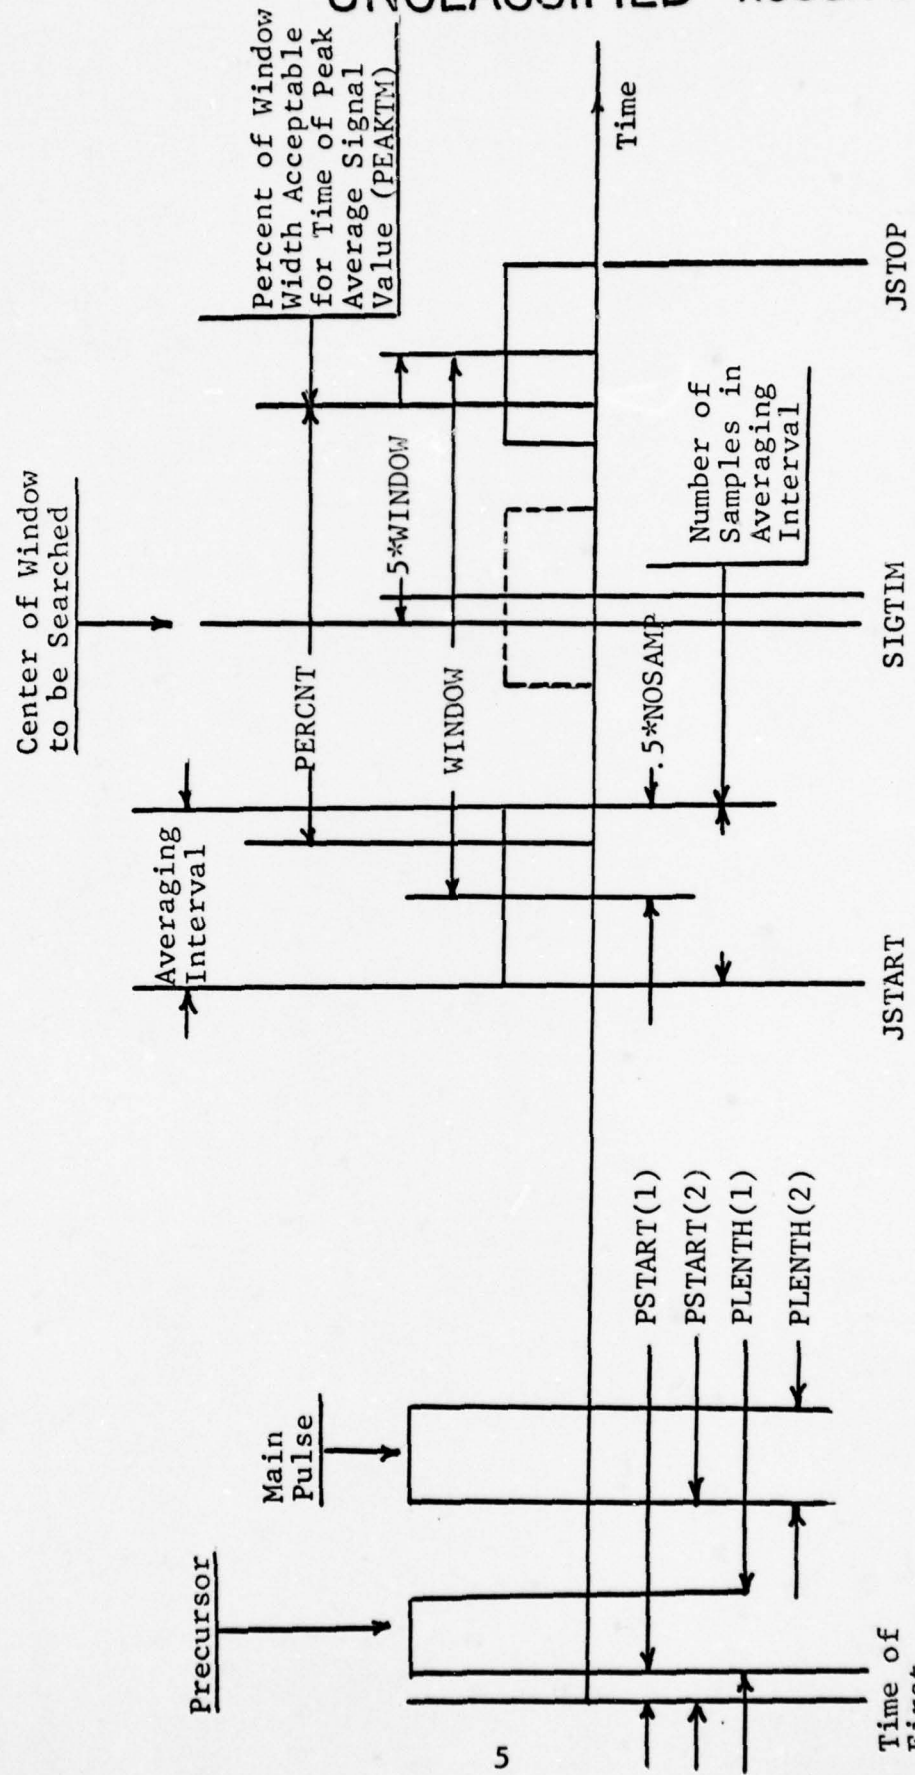 UNCLASSIFIED
Percent of Window
Width Acceptable
for Time of Peak
Average Signal
Value (PEAKTM)
Center of Window
to be Searched
Averaging
Interval
PERCNT
.5*WINDOW
WINDOW
Time
.5*NOSAMP
Number of
Samples in
Averaging
Interval
JSTART
SIGTIM
JSTOP
Precursor
Main
Pulse
PSTART(1)
PSTART(2)
PLENTH(1)
PLENTH(2)
Time of
First
5